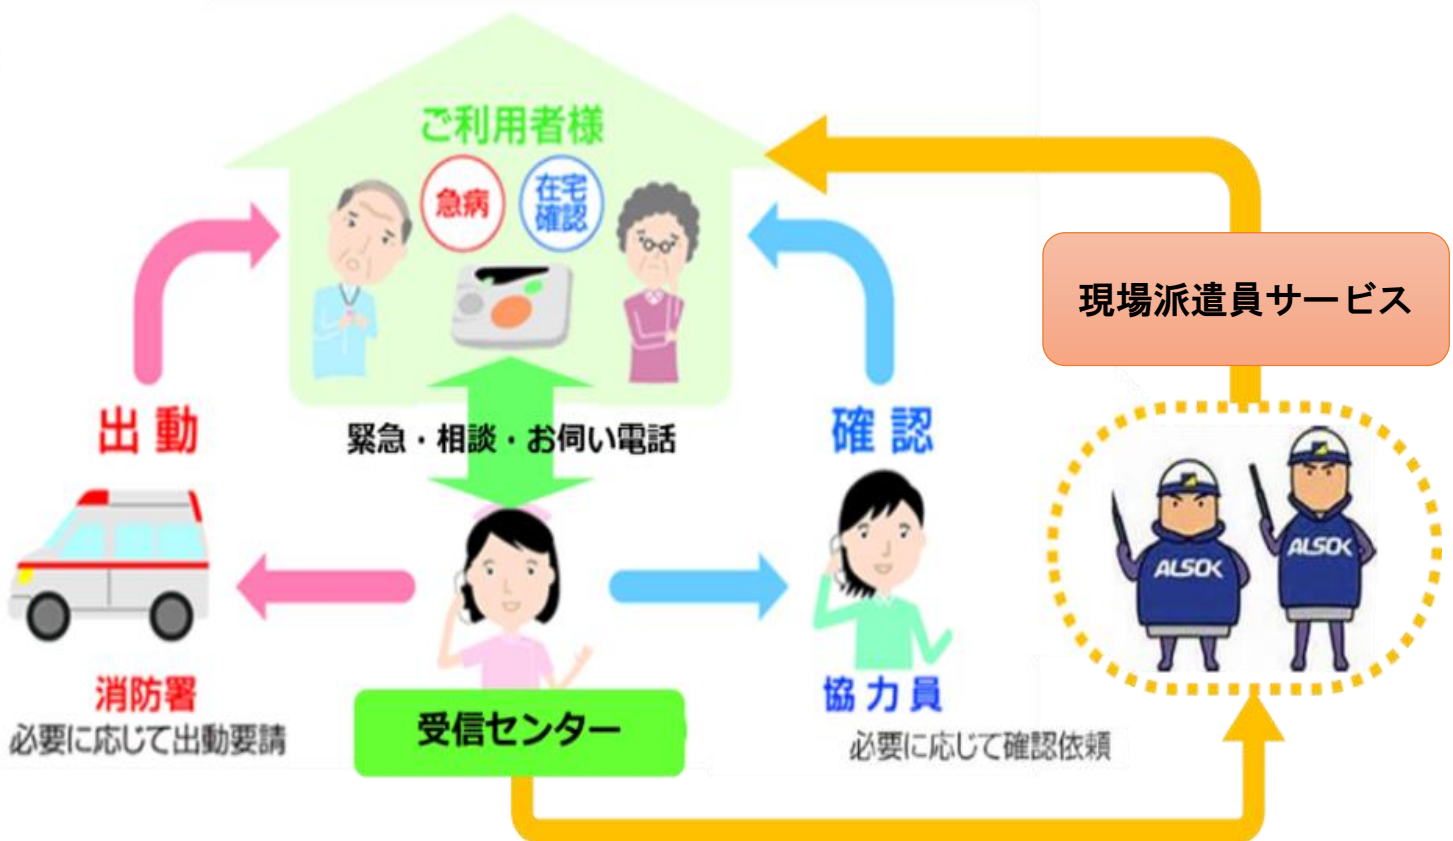 ご利用者様
急病
在宅
確認
現場派遣員サービス
出動
緊急・相談・お伺い電話
確認
ALSOK
ALSOK
消防署
必要に応じて出動要請
受信センター
協力員
必要に応じて確認依頼